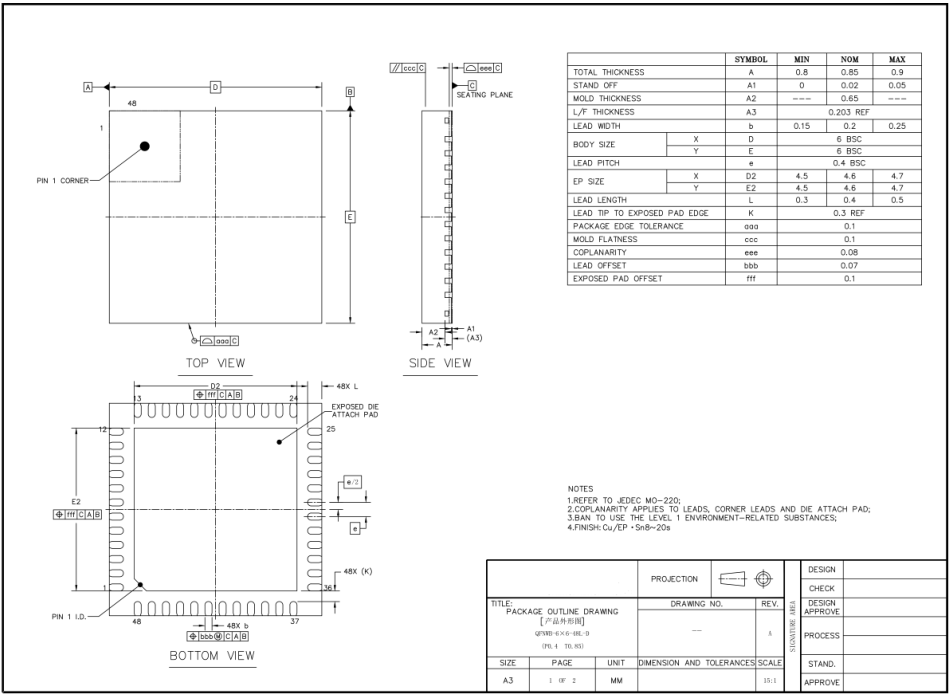 A
D
B
48
1
PIN 1 CORNER
E
aaa C
TOP VIEW
// ccc C
eee C
C
SEATING PLANE
A2
A1
(A3)
A
SIDE VIEW
SYMBOL MIN NOM MAX
TOTAL THICKNESS A 0.8 0.85 0.9
STAND OFF A1 0 0.02 0.05
MOLD THICKNESS A2 --- 0.65 ---
L/F THICKNESS A3 0.203 REF
LEAD WIDTH b 0.15 0.2 0.25
BODY SIZE X D 6 BSC
Y E 6 BSC
LEAD PITCH e 0.4 BSC
EP SIZE X D2 4.5 4.6 4.7
Y E2 4.5 4.6 4.7
LEAD LENGTH L 0.3 0.4 0.5
LEAD TIP TO EXPOSED PAD EDGE K 0.3 REF
PACKAGE EDGE TOLERANCE aaa 0.1
MOLD FLATNESS ccc 0.1
COPLANARITY eee 0.08
LEAD OFFSET bbb 0.07
EXPOSED PAD OFFSET fff 0.1
D2
fff C A B
48X L
13
24
EXPOSED DIE
ATTACH PAD
12
25
E2
fff C A B
e/2
e
48X (K)
1
36
PIN 1 I.D.
48
48X b
37
bbb Ⓜ C A B
BOTTOM VIEW
NOTES
1.REFER TO JEDEC MO-220;
2.COPLANARITY APPLIES TO LEADS, CORNER LEADS AND DIE ATTACH PAD;
3.BAN TO USE THE LEVEL 1 ENVIRONMENT-RELATED SUBSTANCES;
4.FINISH: Cu/EP・Sn8~20s
PROJECTION
TITLE:
PACKAGE OUTLINE DRAWING
[产品外形图]
QFNWB-6×6-48L-D
(P0.4 T0.85)
DRAWING NO. REV.
-- A
SIZE PAGE UNIT DIMENSION AND TOLERANCES SCALE
A3 1 OF 2 MM 15:1
SIGNATURE AREA
DESIGN
CHECK
DESIGN
APPROVE
PROCESS
STAND.
APPROVE